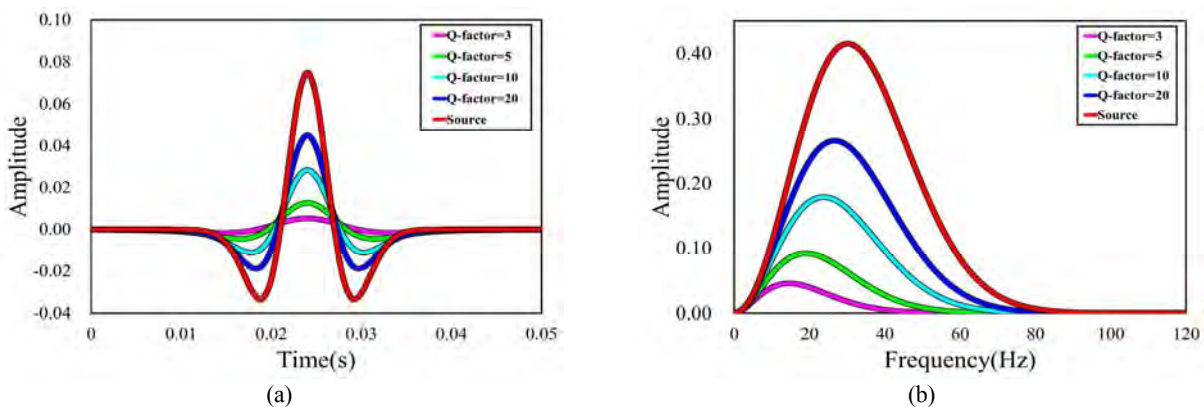 0.10
0.08
0.06
0.04
0.02
0.00
-0.02
-0.04
Amplitude
0
0.01
0.02
0.03
0.04
0.05
Time(s)
Q-factor=3
Q-factor=5
Q-factor=10
Q-factor=20
Source
(a)
0.40
0.30
0.20
0.10
0.00
Amplitude
0
20
40
60
80
100
120
Frequency(Hz)
Q-factor=3
Q-factor=5
Q-factor=10
Q-factor=20
Source
(b)